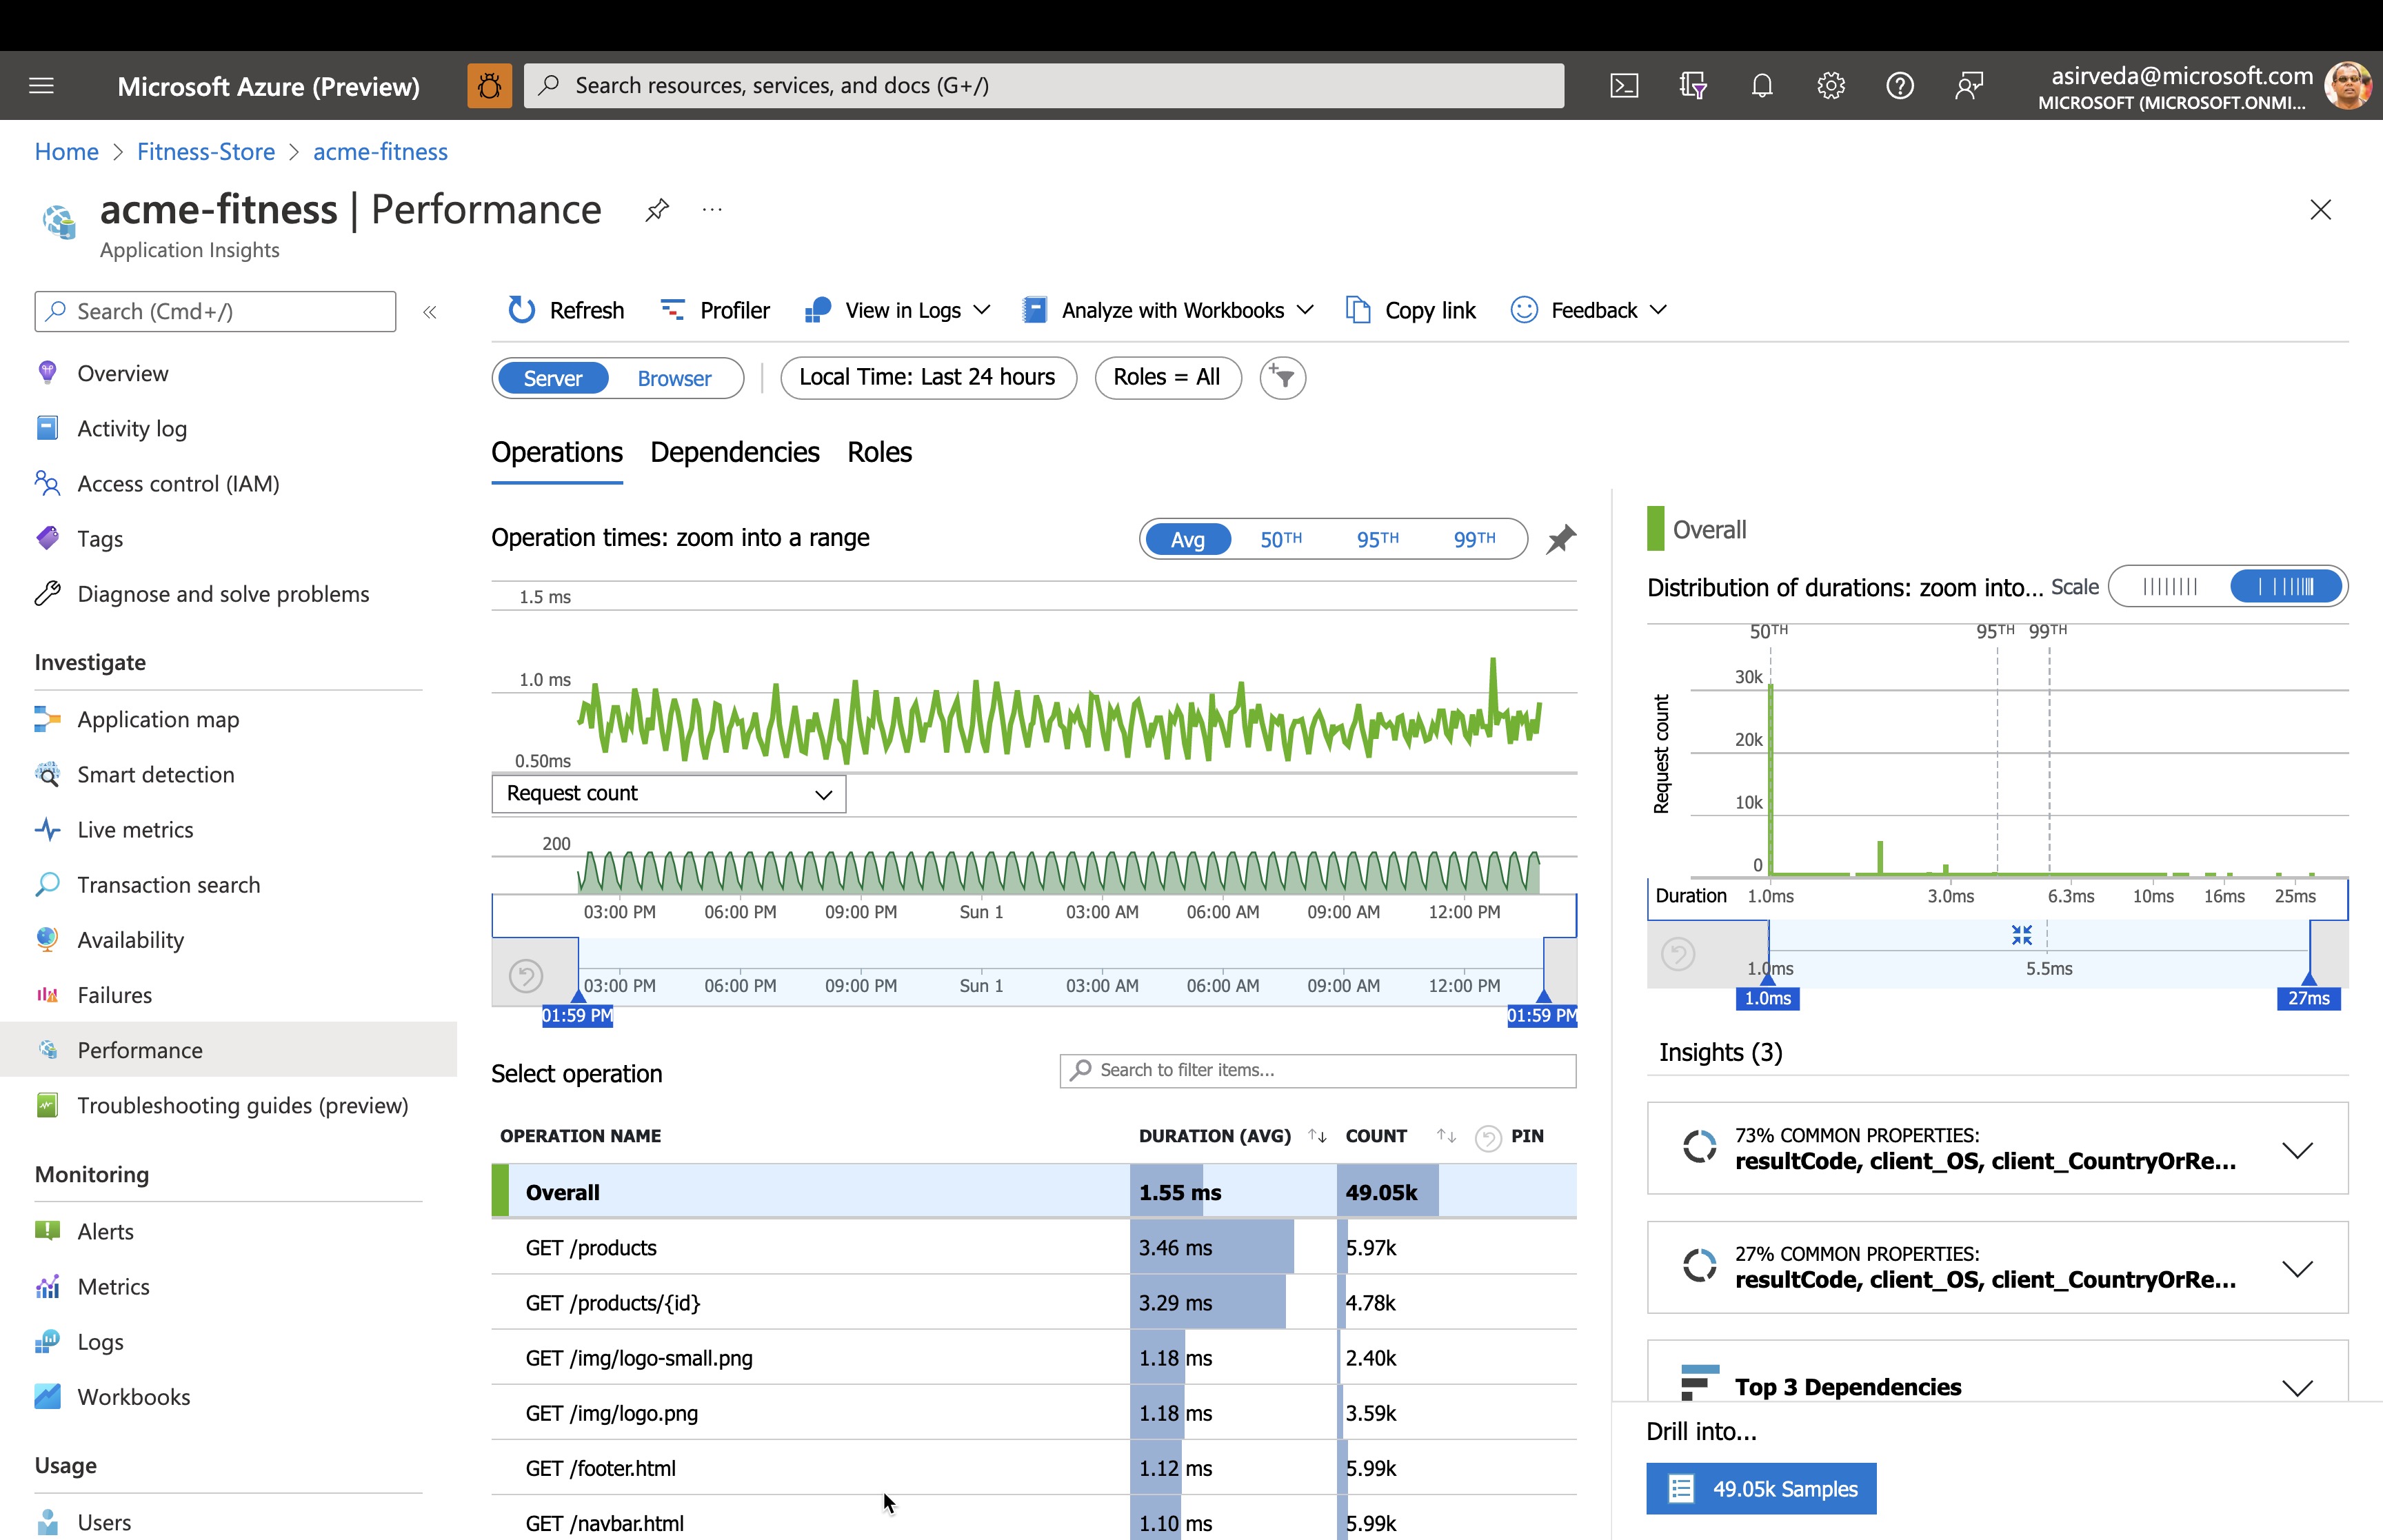 Microsoft Azure (Preview)
Search resources, services, and docs (G+/)
asirveda@microsoft.com
MICROSOFT (MICROSOFT.ONMI...
Home > Fitness-Store > acme-fitness
acme-fitness | Performance
...
Application Insights
Search (Cmd+/)
«
Overview
Activity log
Access control (IAM)
Tags
Diagnose and solve problems
Investigate
Application map
Smart detection
Live metrics
Transaction search
Availability
Failures
Performance
Troubleshooting guides (preview)
Monitoring
Alerts
Metrics
Logs
Workbooks
Usage
Users
Refresh Profiler View in Logs Analyze with Workbooks Copy link Feedback
Server Browser Local Time: Last 24 hours Roles = All
Operations Dependencies Roles
Operation times: zoom into a range
Avg 50TH 95TH 99TH
1.5 ms
1.0 ms
0.50ms
Request count
200
03:00 PM 06:00 PM 09:00 PM Sun 1 03:00 AM 06:00 AM 09:00 AM 12:00 PM
03:00 PM 06:00 PM 09:00 PM Sun 1 03:00 AM 06:00 AM 09:00 AM 12:00 PM
01:59 PM 01:59 PM
Select operation
Search to filter items...
OPERATION NAME DURATION (AVG) COUNT PIN
Overall 1.55 ms 49.05k
GET /products 3.46 ms 5.97k
GET /products/{id} 3.29 ms 4.78k
GET /img/logo-small.png 1.18 ms 2.40k
GET /img/logo.png 1.18 ms 3.59k
GET /footer.html 1.12 ms 5.99k
GET /navbar.html 1.10 ms 5.99k
Overall
Distribution of durations: zoom into... Scale
50TH 95TH 99TH
Request count
30k
20k
10k
0
Duration 1.0ms 3.0ms 6.3ms 10ms 16ms 25ms
1.0ms 5.5ms
1.0ms 27ms
Insights (3)
73% COMMON PROPERTIES:
resultCode, client_OS, client_CountryOrRe...
27% COMMON PROPERTIES:
resultCode, client_OS, client_CountryOrRe...
Top 3 Dependencies
Drill into...
49.05k Samples